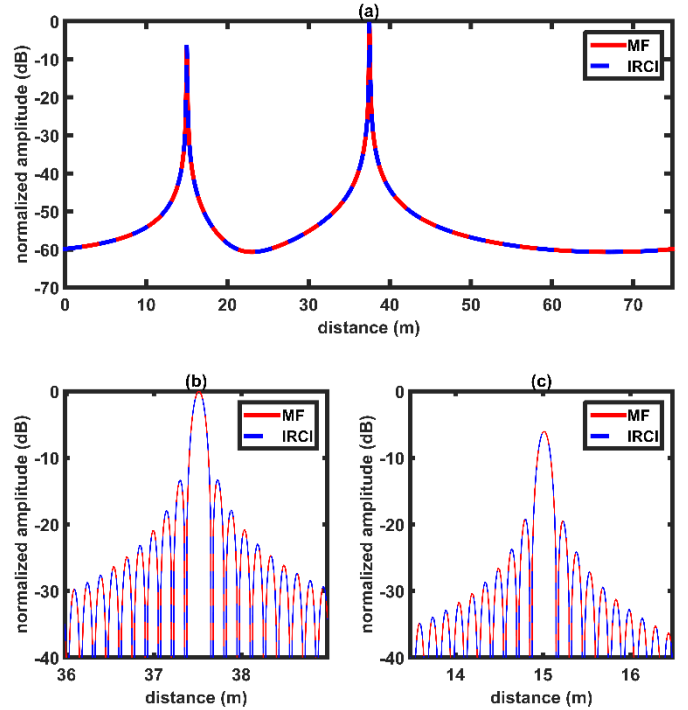 (a)
normalized amplitude (dB)
0
-10
-20
-30
-40
-50
-60
-70
MF
IRCI
0 10 20 30 40 50 60 70
distance (m)
(b)
normalized amplitude (dB)
0
-10
-20
-30
-40
MF
IRCI
36 37 38
distance (m)
(c)
normalized amplitude (dB)
0
-10
-20
-30
-40
MF
IRCI
14 15 16
distance (m)